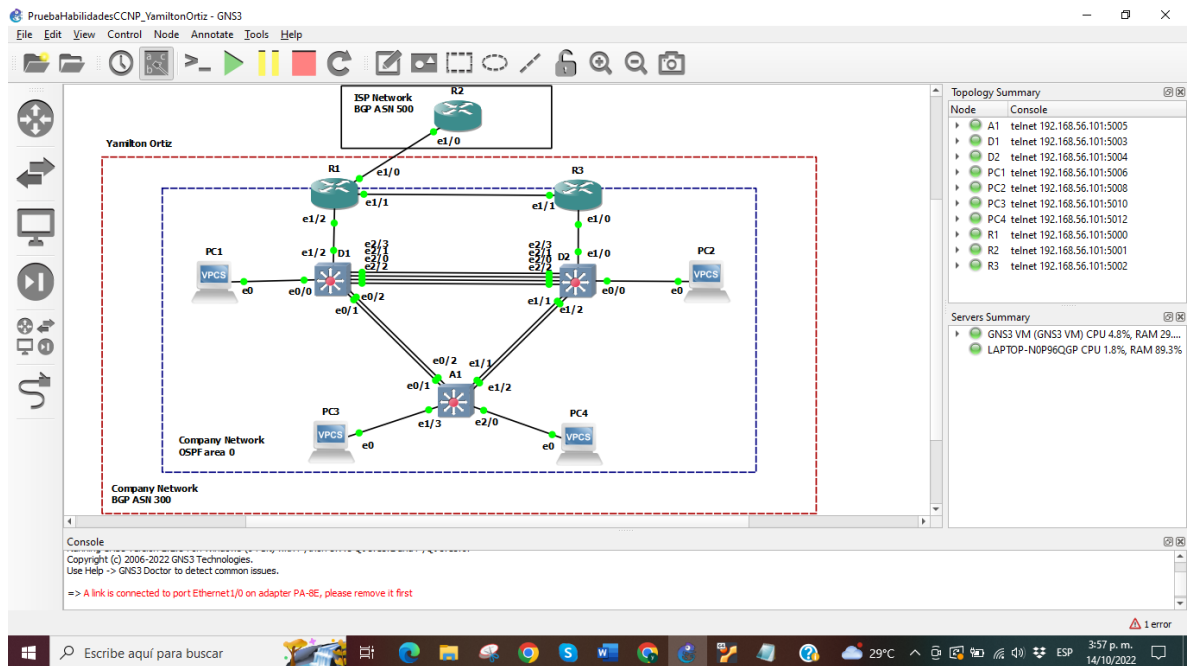 PruebaHabilidadesCCNP_YamiltonOrtiz - GNS3
File Edit View Control Node Annotate Tools Help
ISP Network
BGP ASN 500
R2
e1/0
Yamilton Ortiz
R1
e1/0
R3
e1/1
e1/1
e1/2
e1/0
PC1
e1/2
D1
e2/3
e2/1
e2/0
e2/2
e2/3
e2/1
e2/0
e2/2
D2
e1/0
PC2
VPCS
e0
e0/0
e0/2
e0/1
e1/1
e1/2
e0/0
e0
VPCS
e0/2
e1/1
A1
e0/1
e1/2
PC3
e1/3
e2/0
PC4
VPCS
e0
e0
VPCS
Company Network
OSPF area 0
Company Network
BGP ASN 300
Topology Summary
Node Console
A1 telnet 192.168.56.101:5005
D1 telnet 192.168.56.101:5003
D2 telnet 192.168.56.101:5004
PC1 telnet 192.168.56.101:5006
PC2 telnet 192.168.56.101:5008
PC3 telnet 192.168.56.101:5010
PC4 telnet 192.168.56.101:5012
R1 telnet 192.168.56.101:5000
R2 telnet 192.168.56.101:5001
R3 telnet 192.168.56.101:5002
Servers Summary
GNS3 VM (GNS3 VM) CPU 4.8%, RAM 29....
LAPTOP-N0P96QGP CPU 1.8%, RAM 89.3%
Console
Copyright (c) 2006-2022 GNS3 Technologies.
Use Help -> GNS3 Doctor to detect common issues.
=> A link is connected to port Ethernet1/0 on adapter PA-8E, please remove it first
1 error
Escribe aquí para buscar
29°C
ESP
3:57 p. m.
14/10/2022